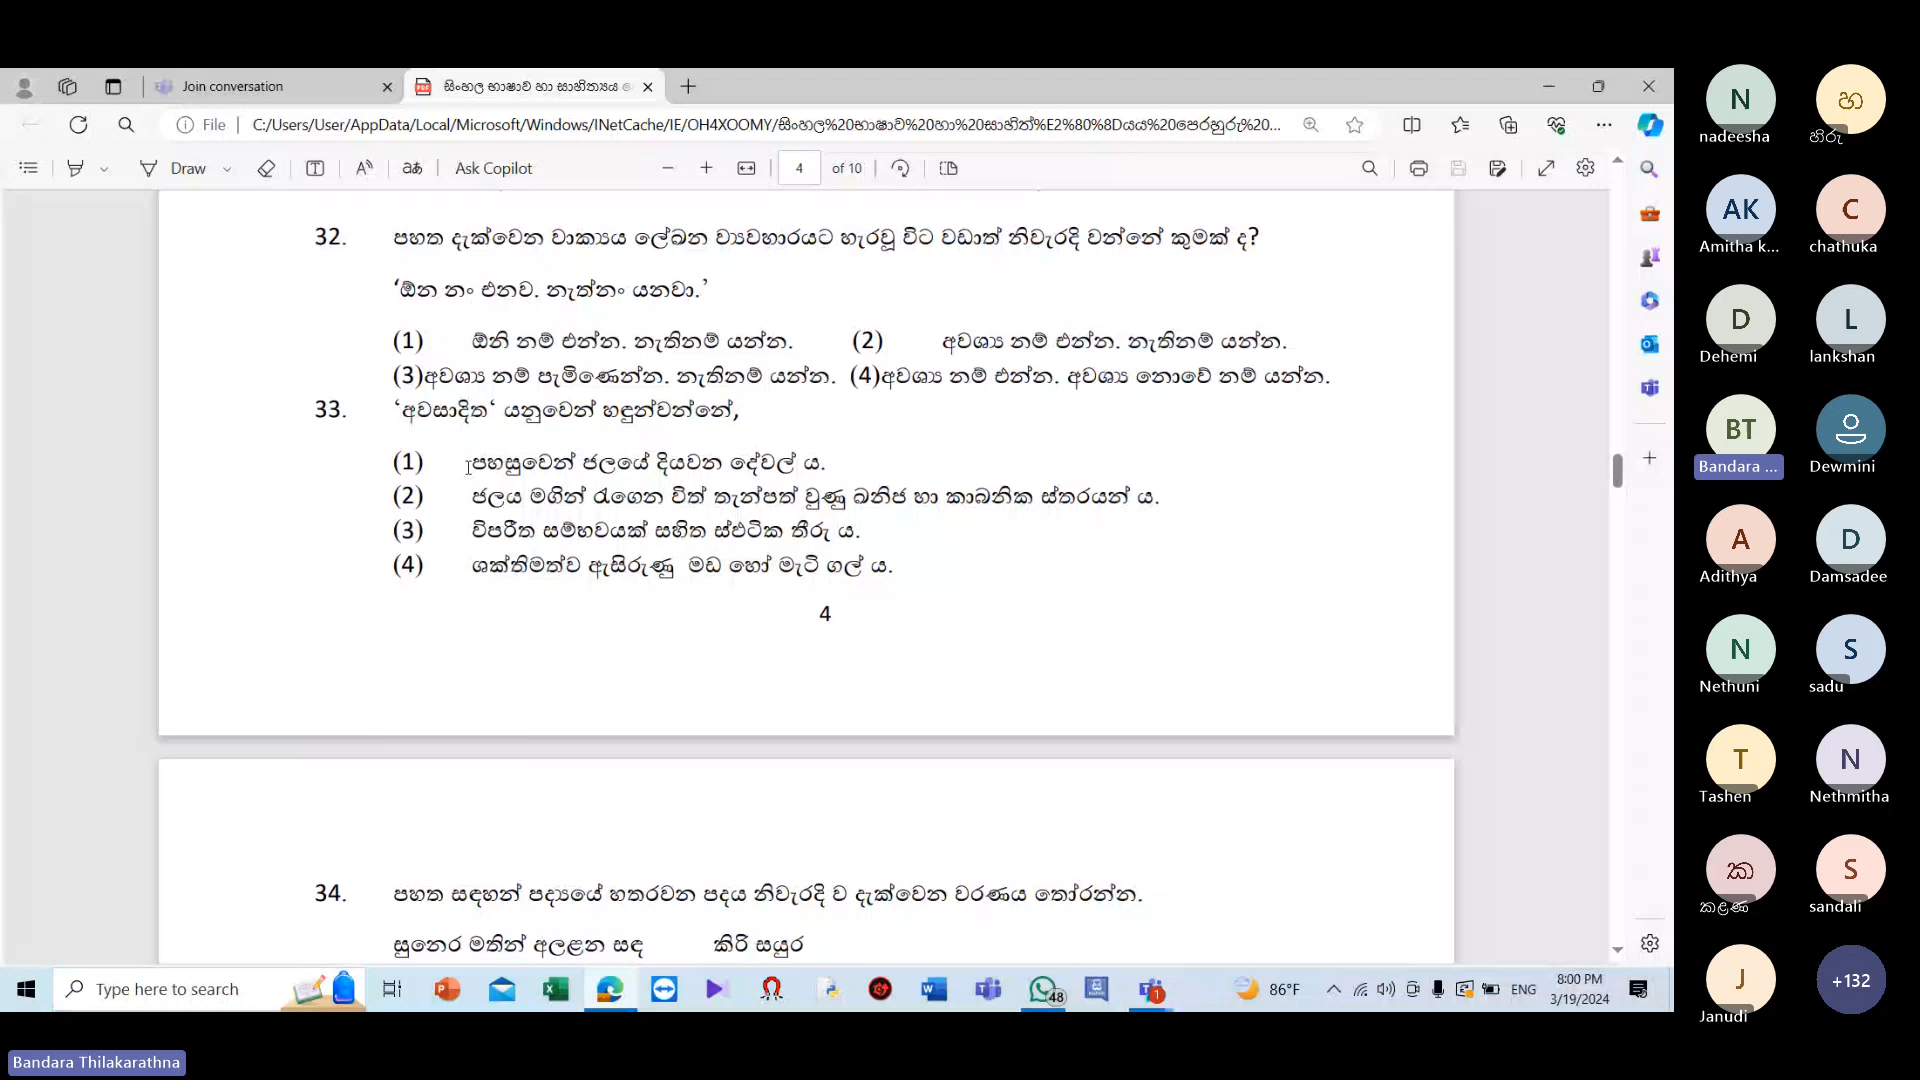 Join conversation
සිංහල භාෂාව හා සාහිත්‍යය
File
C:/Users/User/AppData/Local/Microsoft/Windows/INetCache/IE/OH4XOOMY/සිංහල%20භාෂාව%20හා%20සාහිත්%E2%80%8Dයය%20පෙරහුරු%20...
Draw
Ask Copilot
4 of 10
32. පහත දැක්වෙන වාක්‍යය ලේඛන ව්‍යවහාරයට හැරවූ විට වඩාත් නිවැරදි වන්නේ කුමක් ද?
‘ඕන නං එනව. නැත්නං යනවා.’
(1) ඕනි නම් එන්න. නැතිනම් යන්න. (2) අවශ්‍ය නම් එන්න. නැතිනම් යන්න.
(3)අවශ්‍ය නම් පැමිණෙන්න. නැතිනම් යන්න. (4)අවශ්‍ය නම් එන්න. අවශ්‍ය නොවේ නම් යන්න.
33. ‘අවසාදිත‘ යනුවෙන් හඳුන්වන්නේ,
(1) පහසුවෙන් ජලයේ දියවන දේවල් ය.
(2) ජලය මගින් රැගෙන විත් තැන්පත් වුණු ඛනිජ හා කාබනික ස්තරයන් ය.
(3) විපරීත සම්භවයක් සහිත ස්ඵටික තීරු ය.
(4) ශක්තිමත්ව ඇසිරුණු මඩ හෝ මැටි ගල් ය.
4
34. පහත සඳහන් පද්‍යයේ හතරවන පදය නිවැරදි ව දැක්වෙන වරණය තෝරන්න.
සුනෙර මතින් අලළන සඳ කිරි සයුර
Type here to search
48
1
86°F
ENG
8:00 PM
3/19/2024
N
nadeesha
හ
හිරු
AK
Amitha k...
C
chathuka
D
Dehemi
L
lankshan
BT
Bandara ...
Dewmini
A
Adithya
D
Damsadee
N
Nethuni
S
sadu
T
Tashen
N
Nethmitha
ක
කළණ
S
sandali
J
Janudi
+132
Bandara Thilakarathna